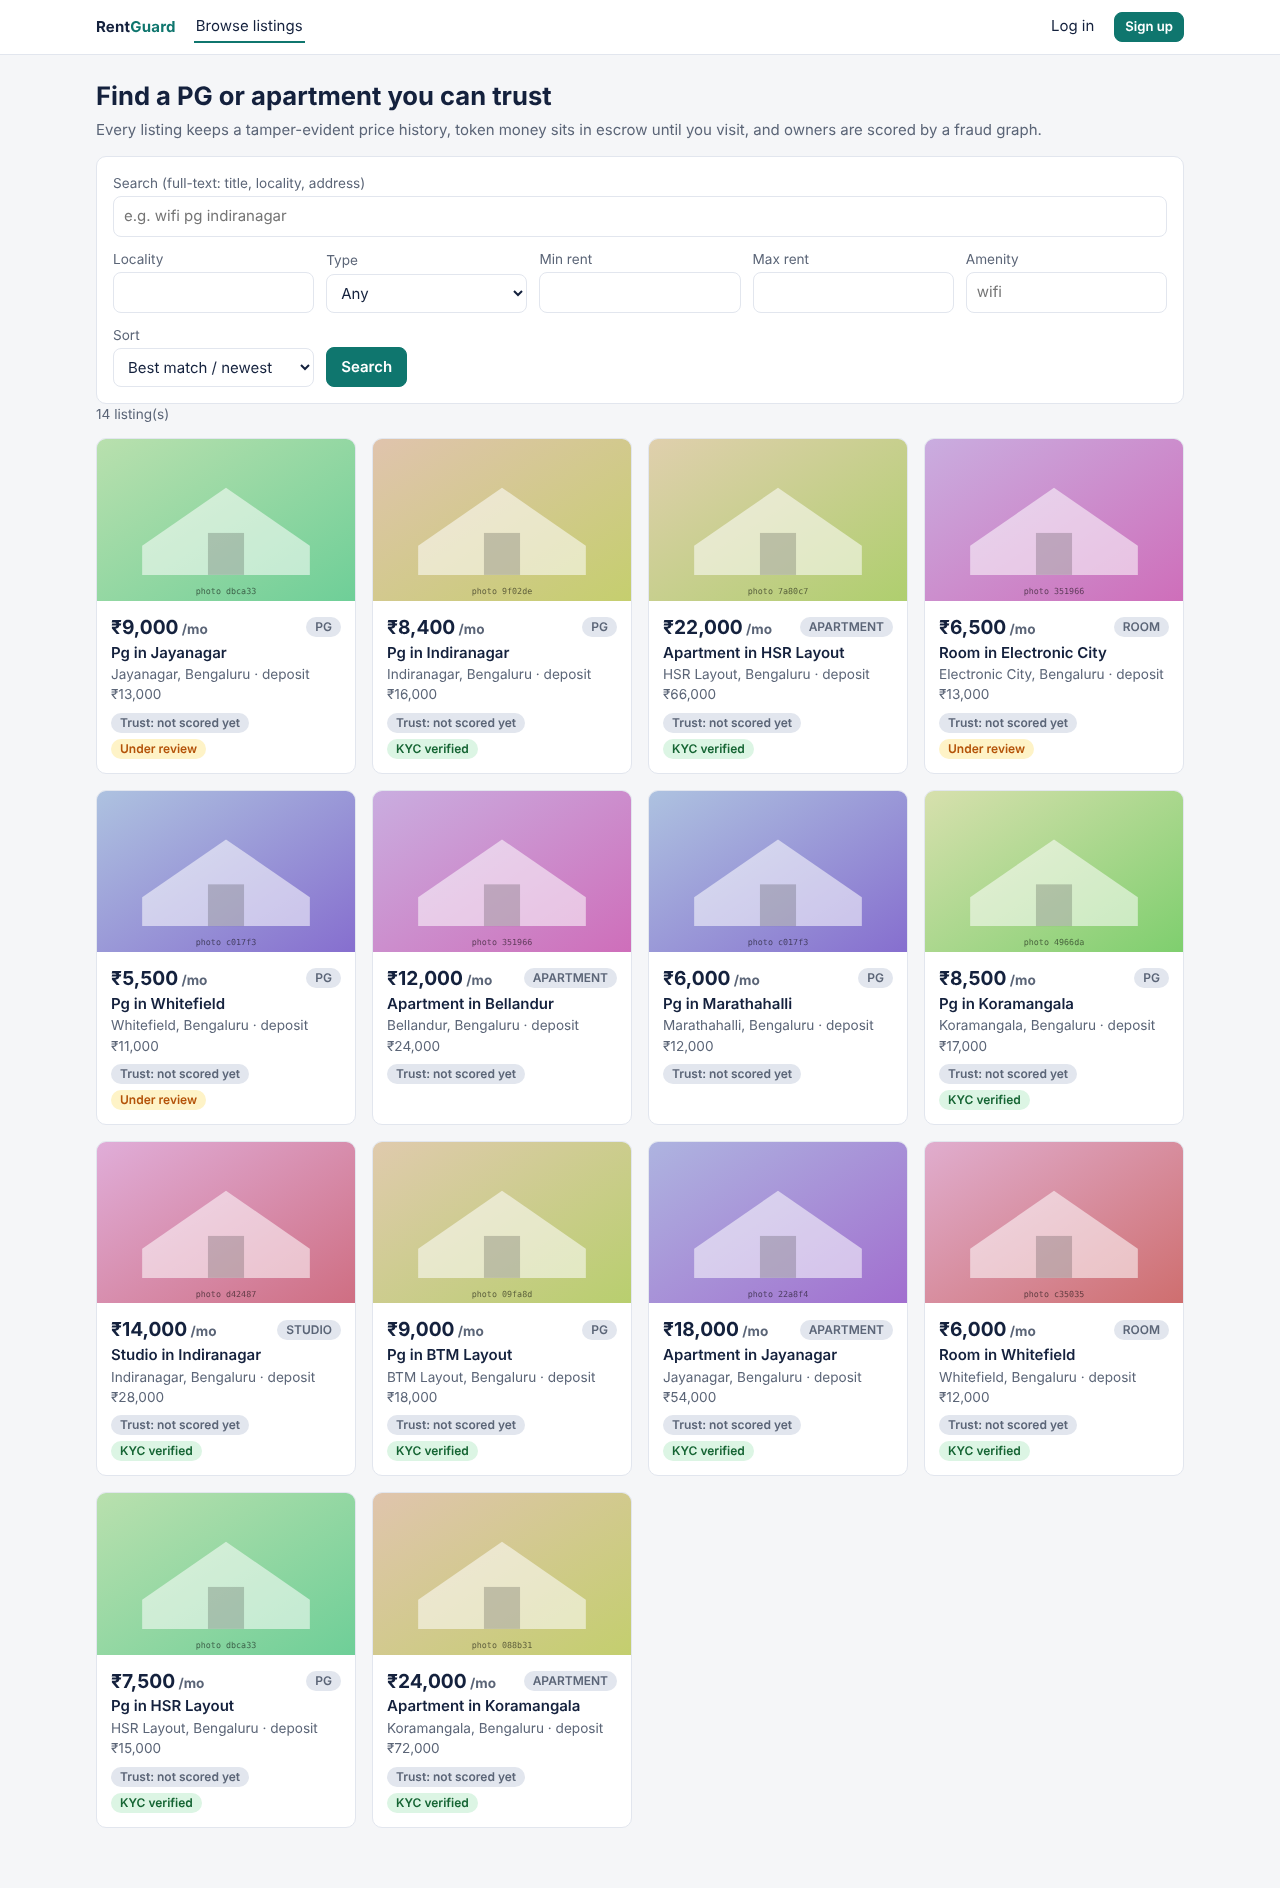 RentGuard Browse listings Log in Sign up
Find a PG or apartment you can trust
Every listing keeps a tamper-evident price history, token money sits in escrow until you visit, and owners are scored by a fraud graph.
Search (full-text: title, locality, address)
e.g. wifi pg indiranagar
Locality Type Min rent Max rent Amenity
Any wifi
Sort
Best match / newest Search
14 listing(s)
photo dbca33
₹9,000 /mo PG
Pg in Jayanagar
Jayanagar, Bengaluru · deposit
₹13,000
Trust: not scored yet
Under review
photo 9f02de
₹8,400 /mo PG
Pg in Indiranagar
Indiranagar, Bengaluru · deposit
₹16,000
Trust: not scored yet
KYC verified
photo 7a80c7
₹22,000 /mo APARTMENT
Apartment in HSR Layout
HSR Layout, Bengaluru · deposit
₹66,000
Trust: not scored yet
KYC verified
photo 351966
₹6,500 /mo ROOM
Room in Electronic City
Electronic City, Bengaluru · deposit
₹13,000
Trust: not scored yet
Under review
photo c017f3
₹5,500 /mo PG
Pg in Whitefield
Whitefield, Bengaluru · deposit
₹11,000
Trust: not scored yet
Under review
photo 351966
₹12,000 /mo APARTMENT
Apartment in Bellandur
Bellandur, Bengaluru · deposit
₹24,000
Trust: not scored yet
photo c017f3
₹6,000 /mo PG
Pg in Marathahalli
Marathahalli, Bengaluru · deposit
₹12,000
Trust: not scored yet
photo 4966da
₹8,500 /mo PG
Pg in Koramangala
Koramangala, Bengaluru · deposit
₹17,000
Trust: not scored yet
KYC verified
photo d42487
₹14,000 /mo STUDIO
Studio in Indiranagar
Indiranagar, Bengaluru · deposit
₹28,000
Trust: not scored yet
KYC verified
photo 09fa8d
₹9,000 /mo PG
Pg in BTM Layout
BTM Layout, Bengaluru · deposit
₹18,000
Trust: not scored yet
KYC verified
photo 22a8f4
₹18,000 /mo APARTMENT
Apartment in Jayanagar
Jayanagar, Bengaluru · deposit
₹54,000
Trust: not scored yet
KYC verified
photo c35035
₹6,000 /mo ROOM
Room in Whitefield
Whitefield, Bengaluru · deposit
₹12,000
Trust: not scored yet
KYC verified
photo dbca33
₹7,500 /mo PG
Pg in HSR Layout
HSR Layout, Bengaluru · deposit
₹15,000
Trust: not scored yet
KYC verified
photo 088b31
₹24,000 /mo APARTMENT
Apartment in Koramangala
Koramangala, Bengaluru · deposit
₹72,000
Trust: not scored yet
KYC verified